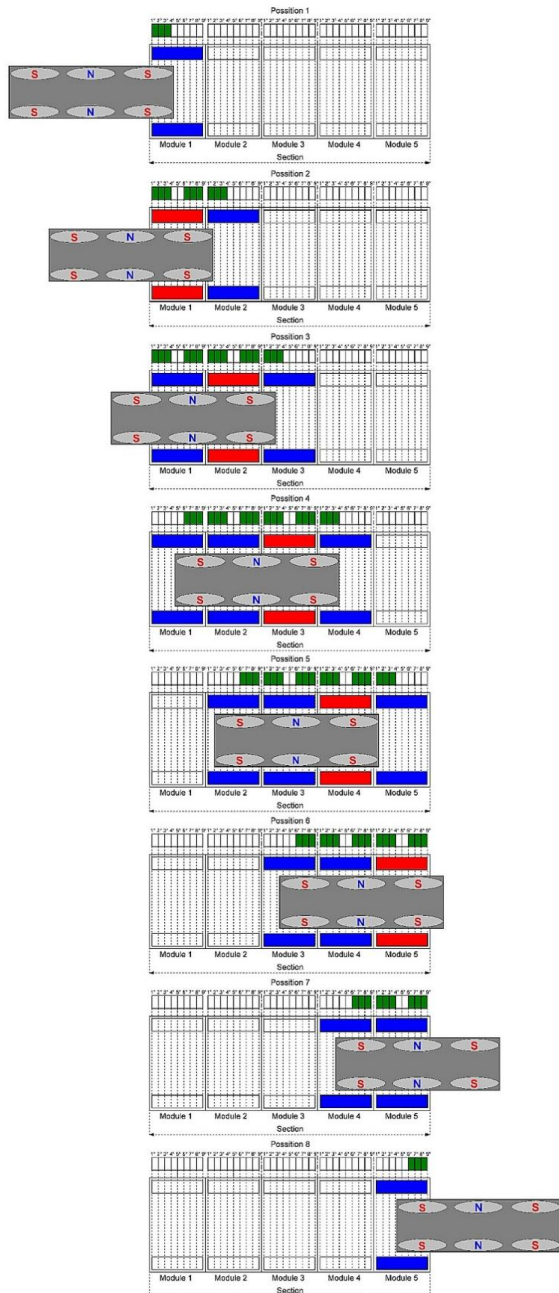 Possition 1
S N S
S N S
Module 1 Module 2 Module 3 Module 4 Module 5
Section
Possition 2
S N S
S N S
Module 1 Module 2 Module 3 Module 4 Module 5
Section
Possition 3
S N S
S N S
Module 1 Module 2 Module 3 Module 4 Module 5
Section
Possition 4
S N S
S N S
Module 1 Module 2 Module 3 Module 4 Module 5
Section
Possition 5
S N S
S N S
Module 1 Module 2 Module 3 Module 4 Module 5
Section
Possition 6
S N S
S N S
Module 1 Module 2 Module 3 Module 4 Module 5
Section
Possition 7
S N S
S N S
Module 1 Module 2 Module 3 Module 4 Module 5
Section
Possition 8
S N S
S N S
Module 1 Module 2 Module 3 Module 4 Module 5
Section